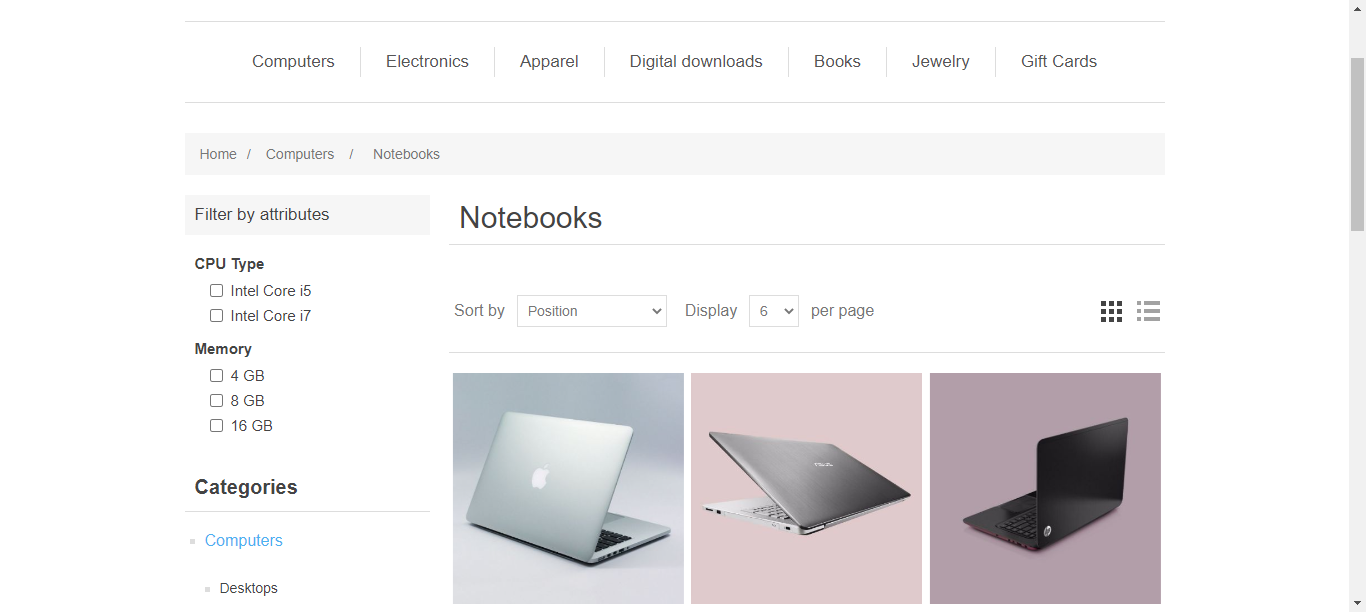 Computers Electronics Apparel Digital downloads Books Jewelry Gift Cards
Home / Computers / Notebooks
Filter by attributes
CPU Type
Intel Core i5
Intel Core i7
Memory
4 GB
8 GB
16 GB
Categories
Computers
Desktops
Notebooks
Sort by Position Display 6 per page
ASUS
hp